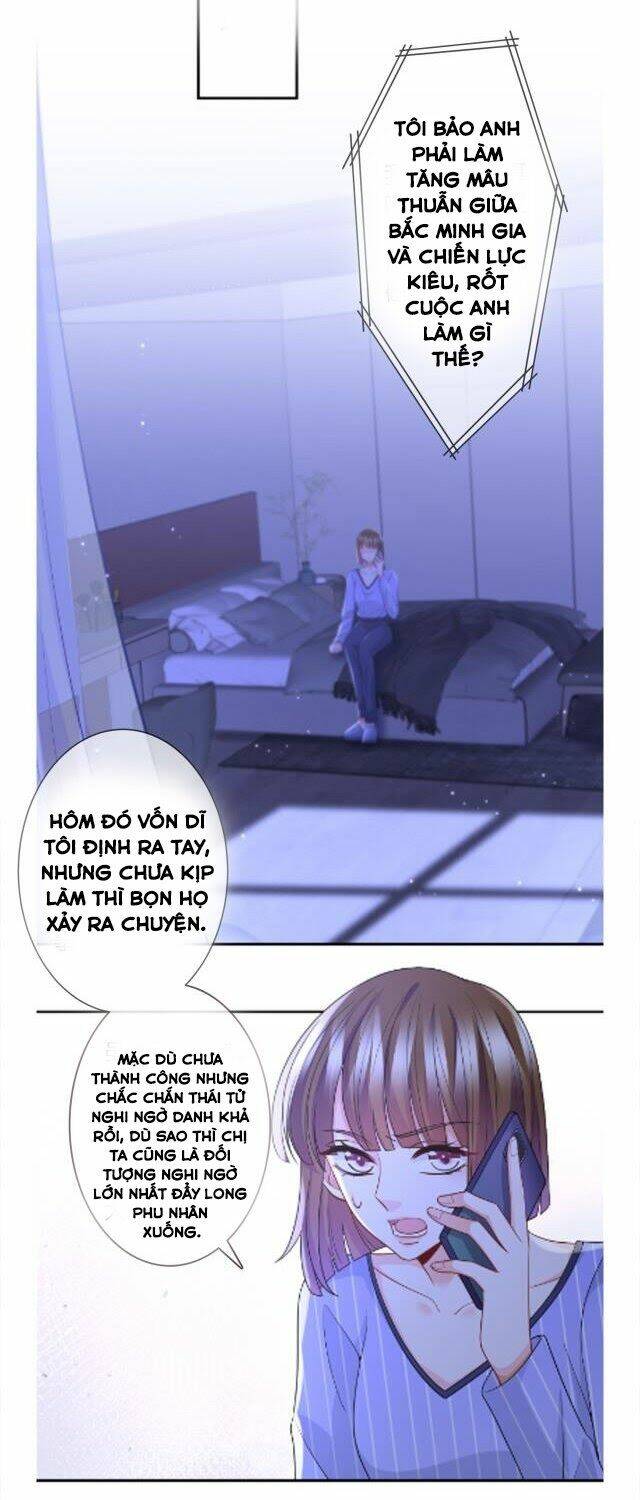 TÔI BẢO ANH
PHẢI LÀM
TĂNG MÂU
THUẪN GIỮA
BẮC MINH GIA
VÀ CHIẾN LỰC
KIÊU, RỐT
CUỘC ANH
LÀM GÌ
THẾ?
HÔM ĐÓ VỐN DĨ
TÔI ĐỊNH RA TAY,
NHƯNG CHƯA KỊP
LÀM THÌ BỌN HỌ
XẢY RA CHUYỆN.
MẶC DÙ CHƯA
THÀNH CÔNG NHƯNG
CHẮC CHẮN THÁI TỬ
NGHI NGỜ DANH KHẢ
RỒI, DÙ SAO THÌ CHỊ
TA CŨNG LÀ ĐỐI
TƯỢNG NGHI NGỜ
LỚN NHẤT ĐẨY LONG
PHU NHÂN
XUỐNG.